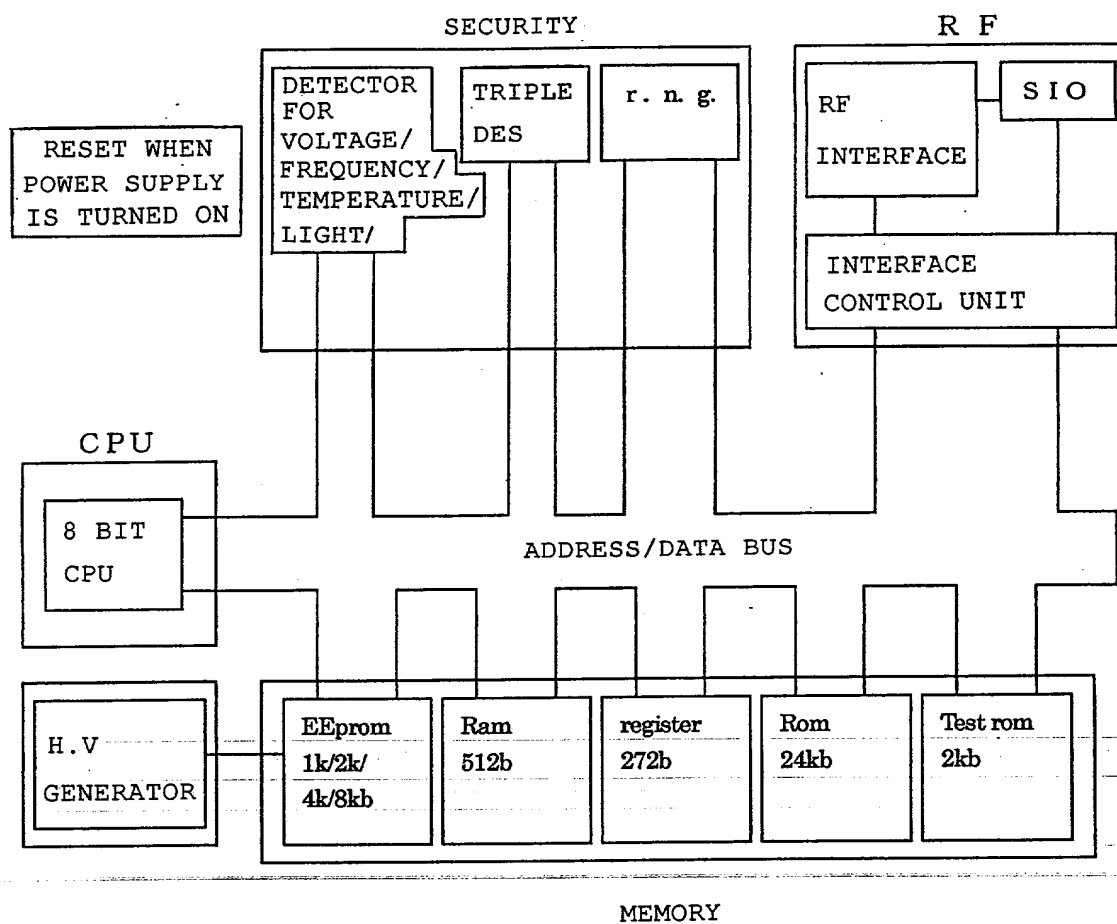 SECURITY
R F
DETECTOR
FOR
VOLTAGE/
FREQUENCY/
TEMPERATURE/
LIGHT/
TRIPLE
DES
r. n. g.
RF
INTERFACE
SIO
RESET WHEN
POWER SUPPLY
IS TURNED ON
INTERFACE
CONTROL UNIT
CPU
8 BIT
CPU
ADDRESS/DATA BUS
H.V
GENERATOR
EEprom
1k/2k/
4k/8kb
Ram
512b
register
272b
Rom
24kb
Test rom
2kb
MEMORY